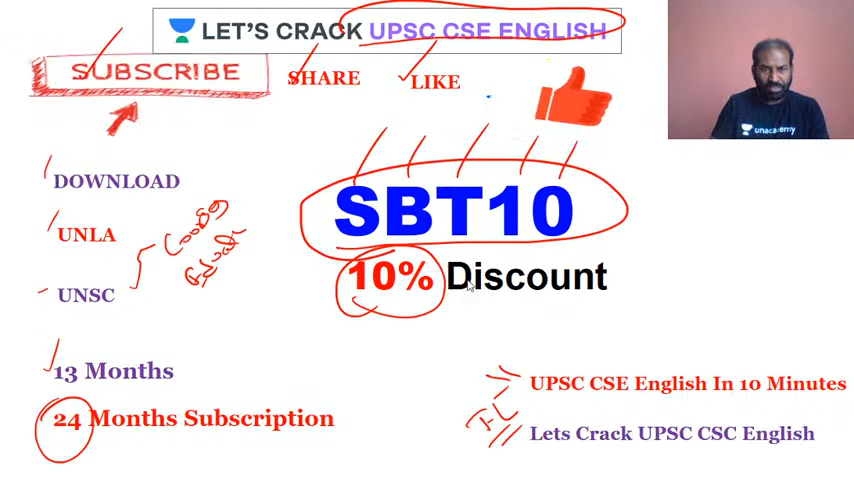 LET'S CRACK UPSC CSE ENGLISH
SUBSCRIBE
SHARE
LIKE
unacademy
DOWNLOAD
SBT10
UNLA
10% Discount
UNSC
13 Months
24 Months Subscription
UPSC CSE English In 10 Minutes
Lets Crack UPSC CSC English